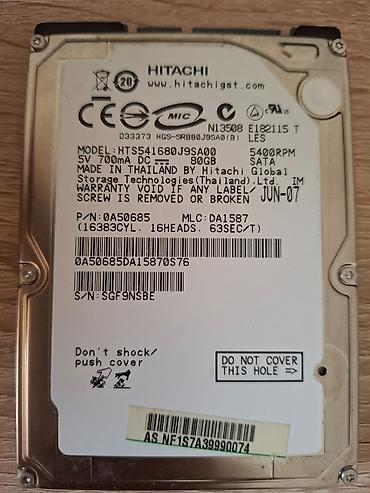 HITACHI
www.hitachigst.com
20
CE MIC
N13508 E182115 T
D33373 HGS-SRBB0J9SA0(B) LES
MODEL:HTS541680J9SA00 5400RPM
5V 700mA DC 80GB SATA
MADE IN THAILAND BY Hitachi Global
Storage Technologies(Thailand).Ltd. IM
WARRANTY VOID IF ANY LABEL/
SCREW IS REMOVED OR BROKEN JUN-07
P/N:0A50685 MLC:DA1587
(16383CYL. 16HEADS. 63SEC/T)
0A50685DA15870S76
S/N:SGF9NSBE
Don't shock/
push cover
DO NOT COVER
THIS HOLE =>
AS.NF1S7A39990074